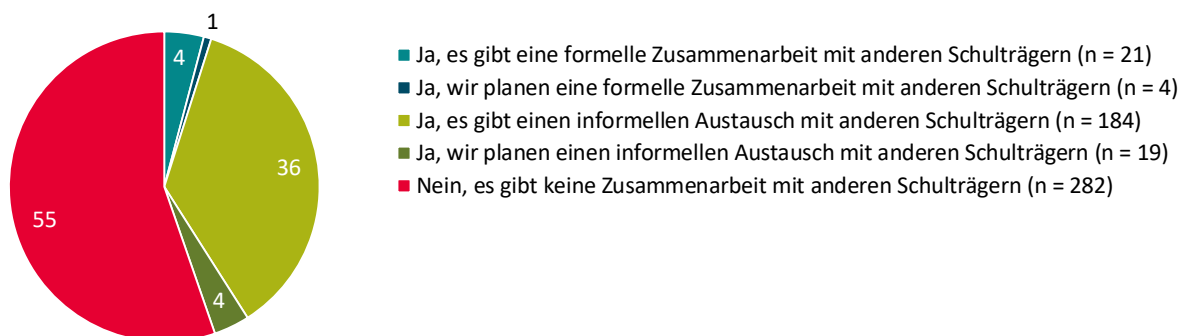 1
4
36
4
55
Ja, es gibt eine formelle Zusammenarbeit mit anderen Schulträgern (n = 21)
Ja, wir planen eine formelle Zusammenarbeit mit anderen Schulträgern (n = 4)
Ja, es gibt einen informellen Austausch mit anderen Schulträgern (n = 184)
Ja, wir planen einen informellen Austausch mit anderen Schulträgern (n = 19)
Nein, es gibt keine Zusammenarbeit mit anderen Schulträgern (n = 282)